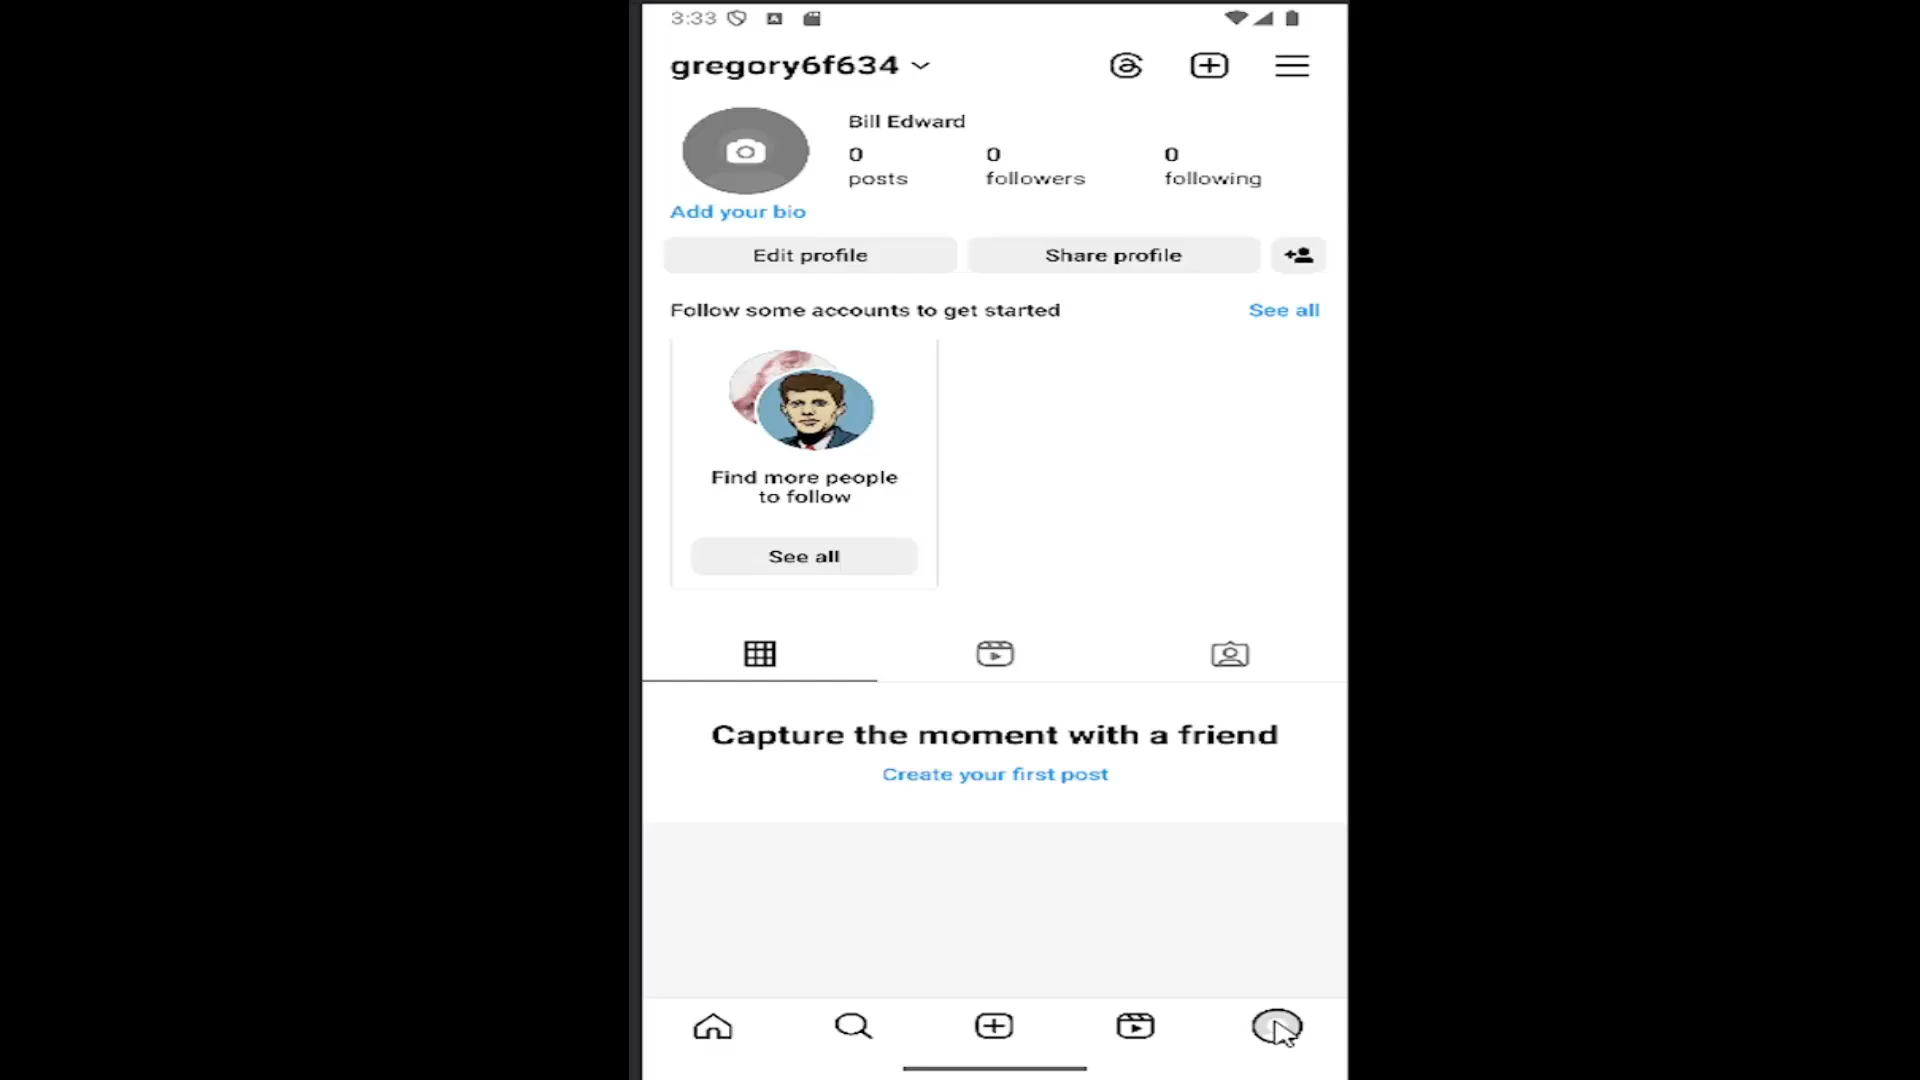 3:33
gregory6f634
Bill Edward
0 0 0
posts followers following
Add your bio
Edit profile Share profile
Follow some accounts to get started See all
Find more people
to follow
See all
Capture the moment with a friend
Create your first post